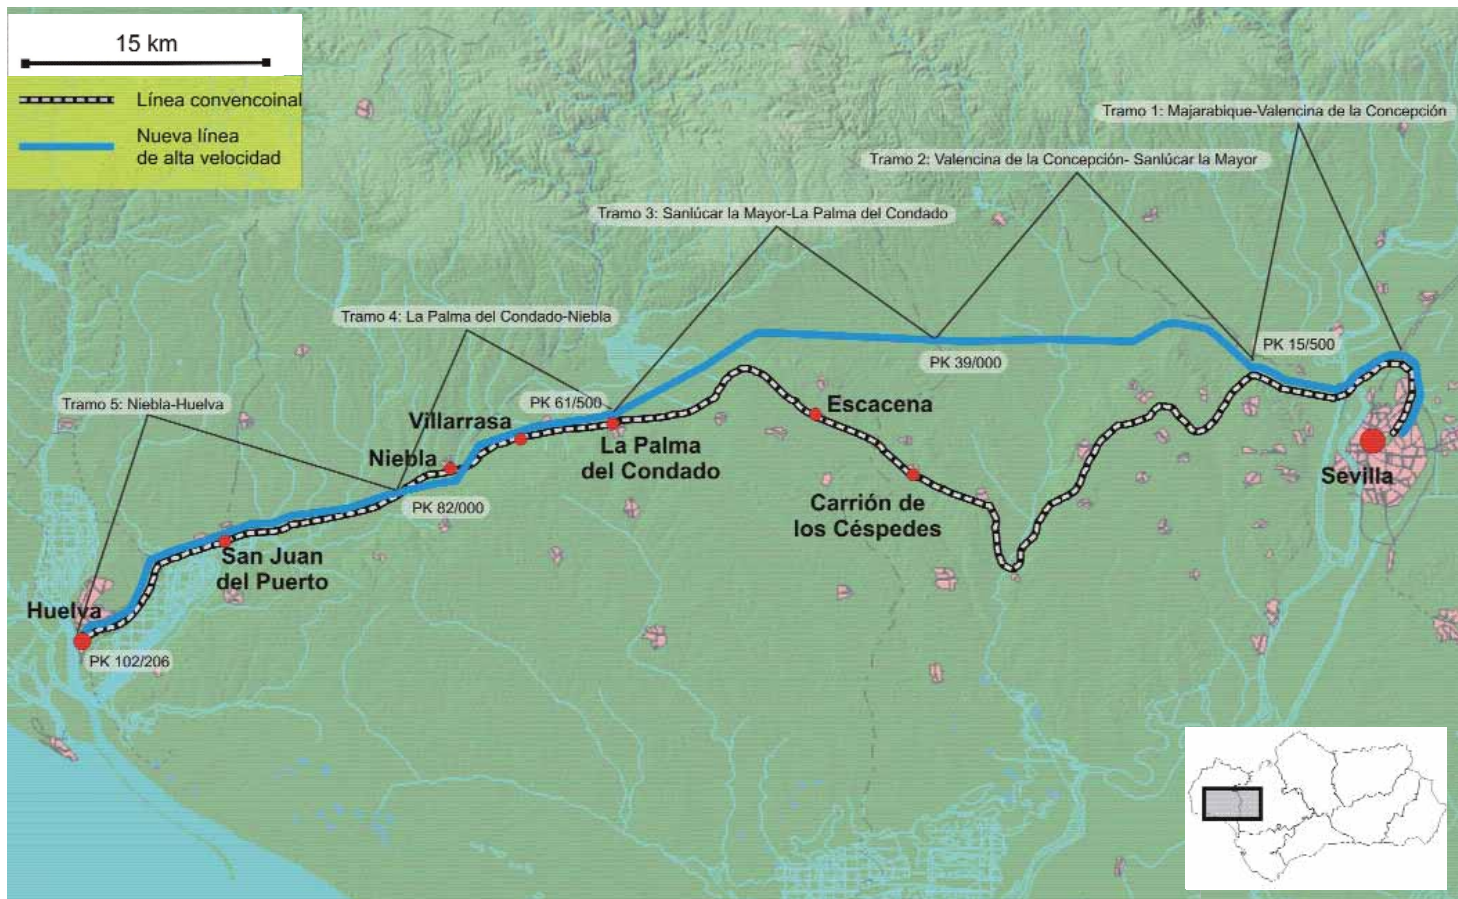 15 km
Línea convencoinal
Nueva línea
de alta velocidad
Tramo 1: Majarabique-Valencina de la Concepción
Tramo 2: Valencina de la Concepción- Sanlúcar la Mayor
Tramo 3: Sanlúcar la Mayor-La Palma del Condado
Tramo 4: La Palma del Condado-Niebla
PK 15/500
PK 39/000
Tramo 5: Niebla-Huelva
PK 61/500
Escacena
Villarrasa
La Palma
del Condado
Niebla
Sevilla
PK 82/000
Carrión de
los Céspedes
San Juan
del Puerto
Huelva
PK 102/206